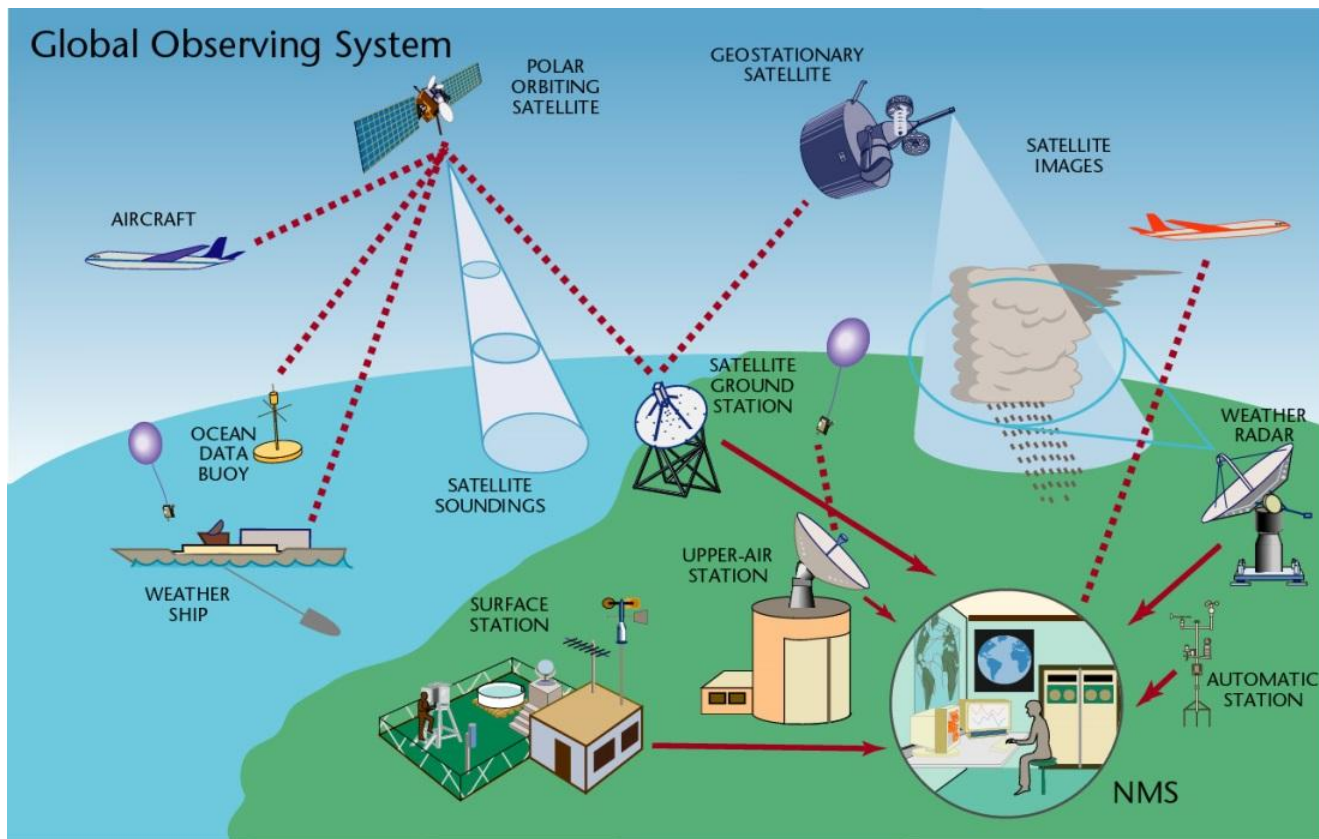 Global Observing System
POLAR
ORBITING
SATELLITE
GEOSTATIONARY
SATELLITE
SATELLITE
IMAGES
AIRCRAFT
OCEAN
DATA
BUOY
SATELLITE
SOUNDINGS
SATELLITE
GROUND
STATION
WEATHER
RADAR
WEATHER
SHIP
UPPER-AIR
STATION
SURFACE
STATION
AUTOMATIC
STATION
NMS